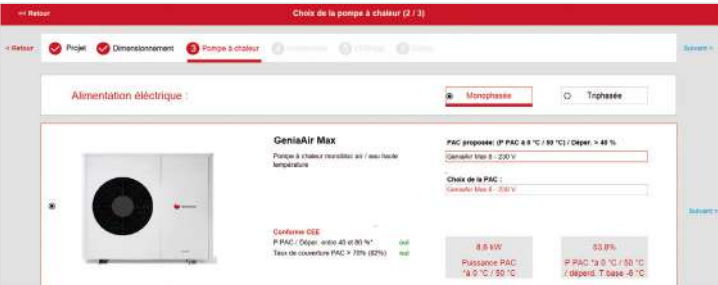 << Retour
Choix de la pompe à chaleur (2 / 3)
< Retour
Projet
Dimensionnement
3 Pompe à chaleur
Suivant >
Alimentation éléctrique :
Monophasée
Triphasée
GeniaAir Max
Pompe à chaleur monobloc air / eau haute
température
PAC proposée: (P PAC à 0 °C / 50 °C) / Déper. > 40 %
GeniaAir Max 8 - 230 V
Choix de la PAC :
GeniaAir Max 8 - 230 V
Suivant >
Conforme CEE
P PAC / Déper. entre 40 et 80 %* oui
Taux de couverture PAC > 70% (82%) oui
8,6 kW
Puissance PAC
*à 0 °C / 50 °C
53.8%
P PAC *à 0 °C / 50 °C
/ déperd. T base -6 °C